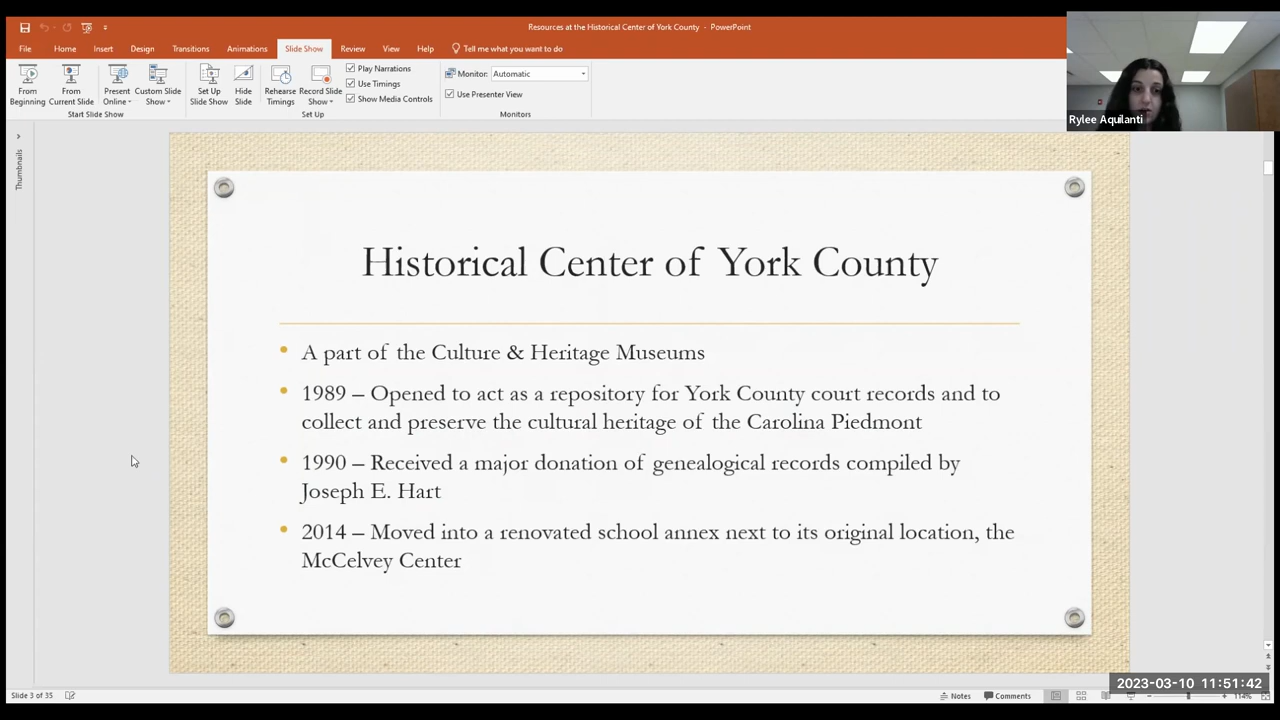 Resources at the Historical Center of York County - PowerPoint
File Home Insert Design Transitions Animations Slide Show Review View Help Tell me what you want to do
From Beginning
From Current Slide
Present Online
Custom Slide Show
Start Slide Show
Set Up Slide Show
Hide Slide
Rehearse Timings
Record Slide Show
Play Narrations
Use Timings
Show Media Controls
Set Up
Monitor: Automatic
Use Presenter View
Monitors
Rylee Aquilanti
Thumbnails
Historical Center of York County
• A part of the Culture & Heritage Museums
• 1989 – Opened to act as a repository for York County court records and to
collect and preserve the cultural heritage of the Carolina Piedmont
• 1990 – Received a major donation of genealogical records compiled by
Joseph E. Hart
• 2014 – Moved into a renovated school annex next to its original location, the
McCelvey Center
2023-03-10 11:51:42
Slide 3 of 35 Notes Comments 114%